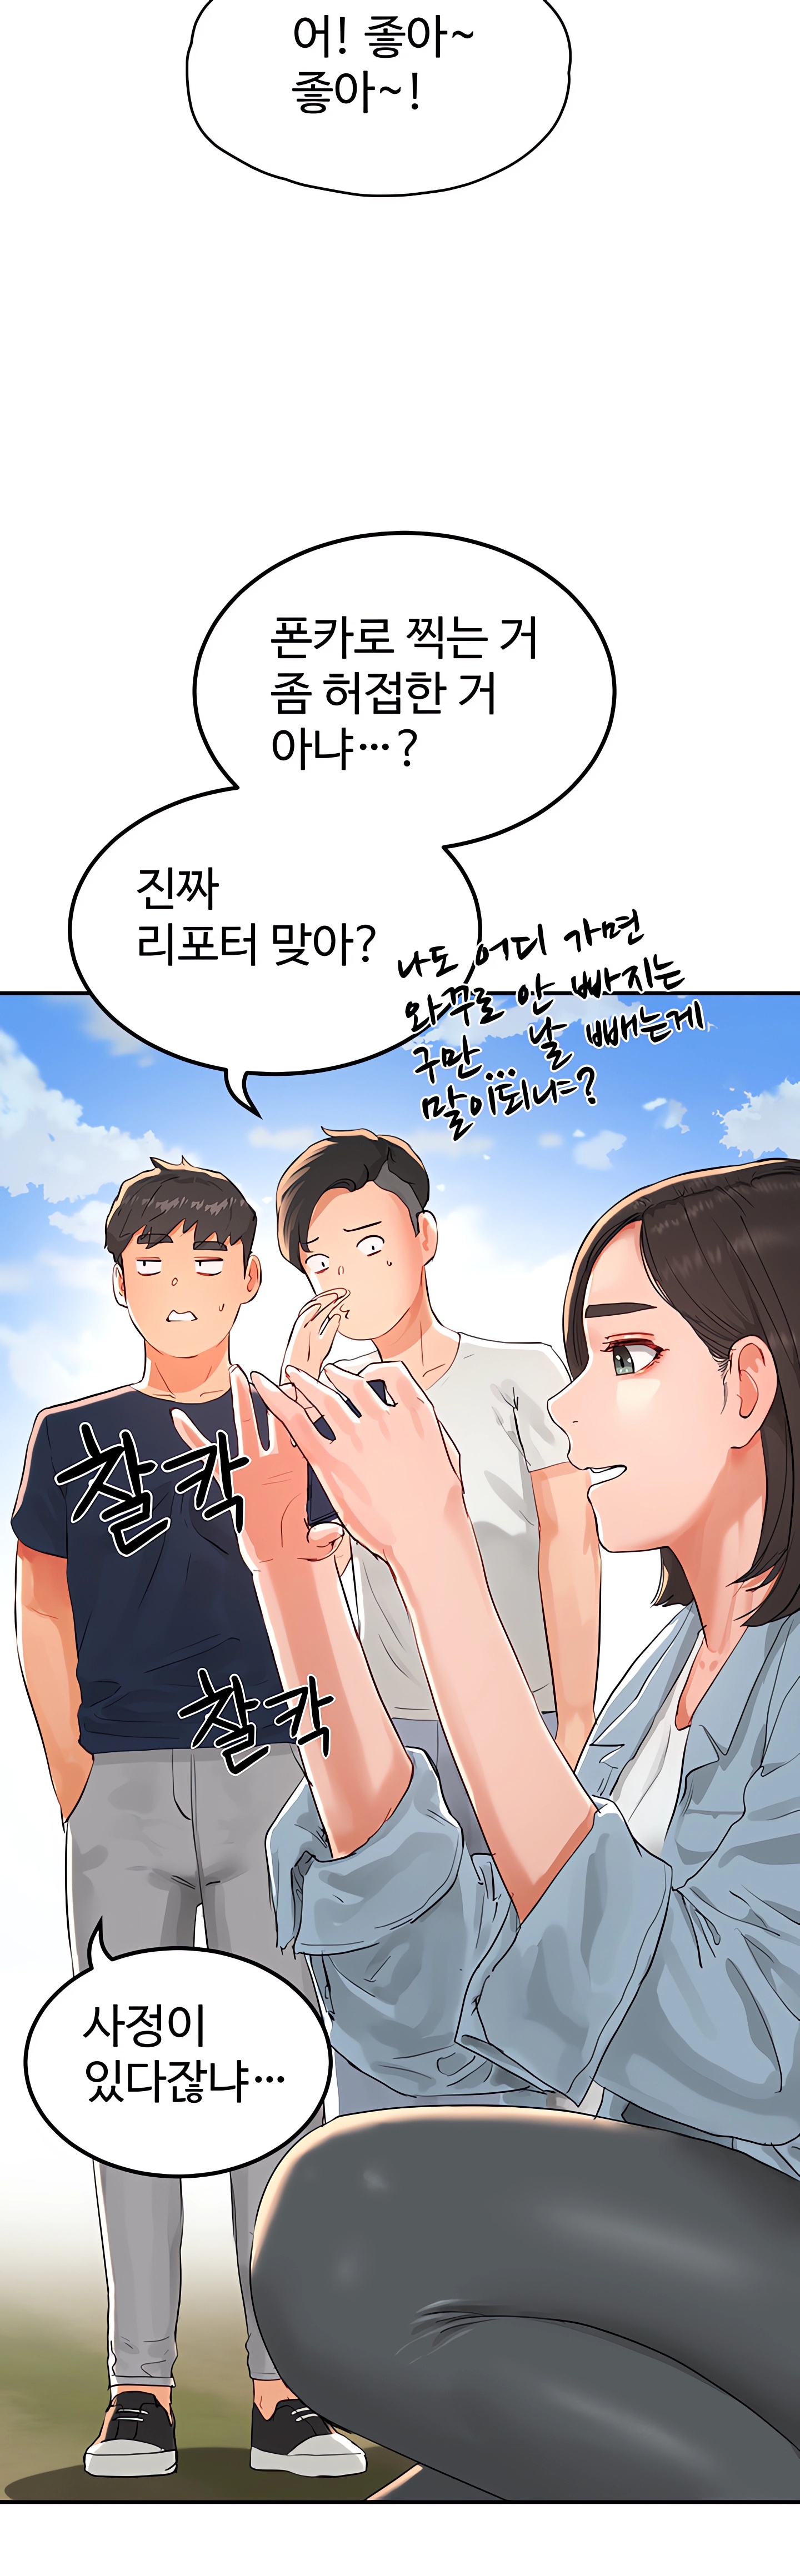 어! 좋아~
좋아~!
폰카로 찍는 거
좀 허접한 거
아냐…?
진짜
리포터 맞아?
나도 어디 가면
와꾸로 안 빠지는
구만... 날 빼는게
말이되냐?
찰칵
찰칵
사정이
있다잖냐…